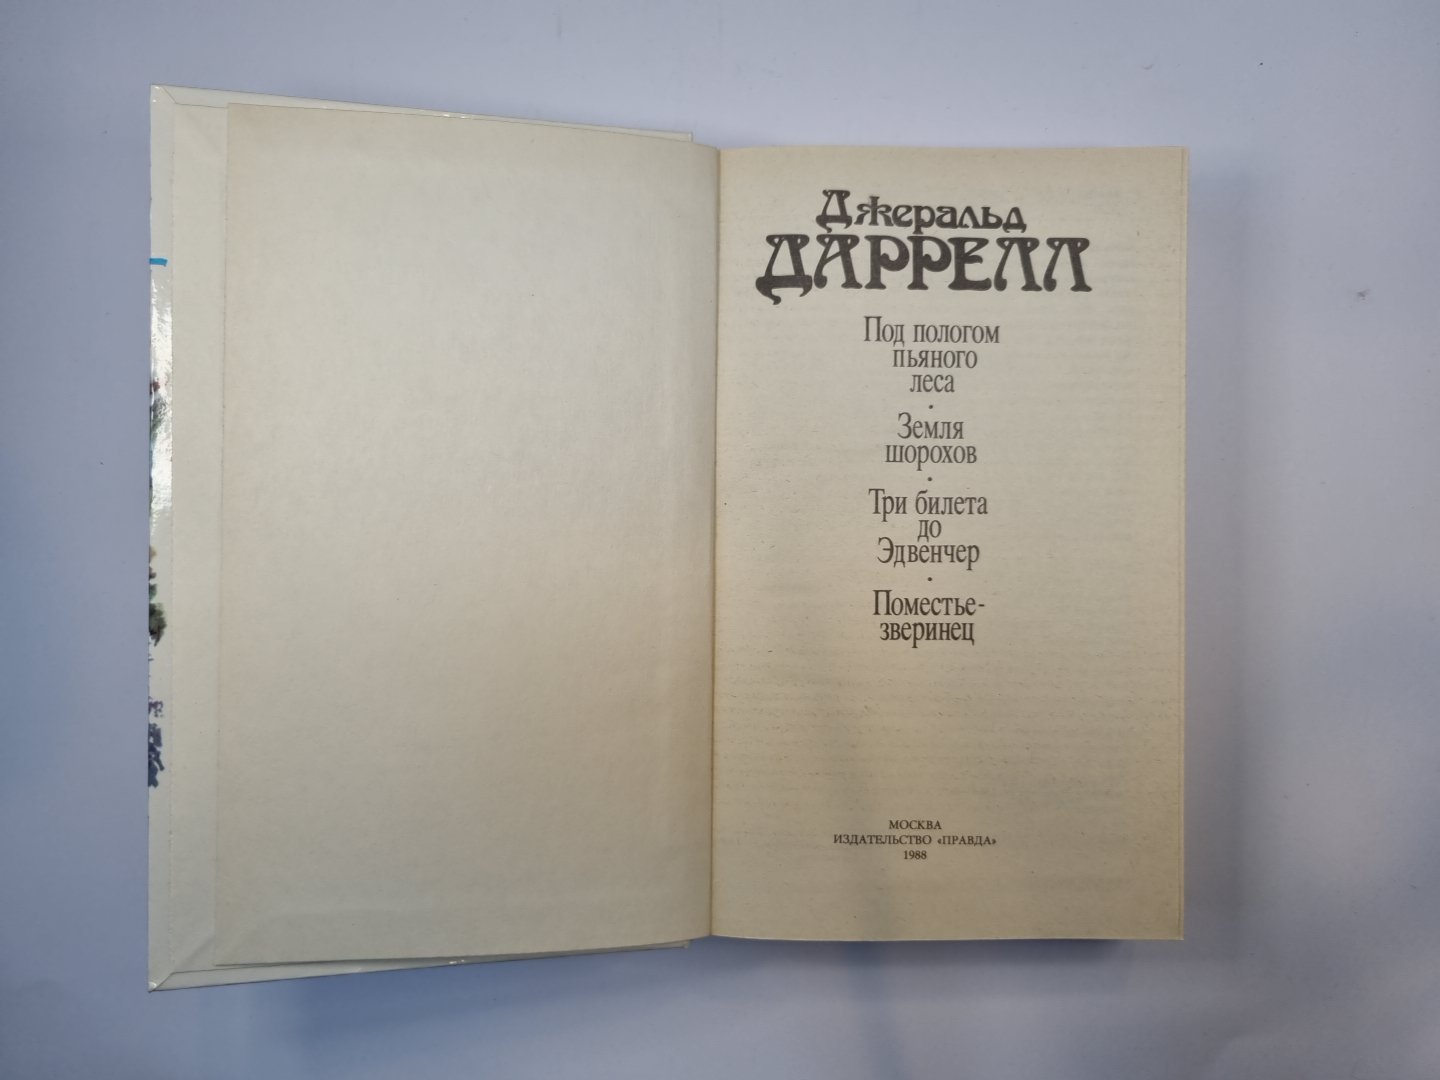 Джеральд
ДАРРЕЛЛ
Под пологом
пьяного
леса
•
Земля
шорохов
•
Три билета
до
Эдвенчер
•
Поместье-
зверинец
МОСКВА
ИЗДАТЕЛЬСТВО «ПРАВДА»
1988